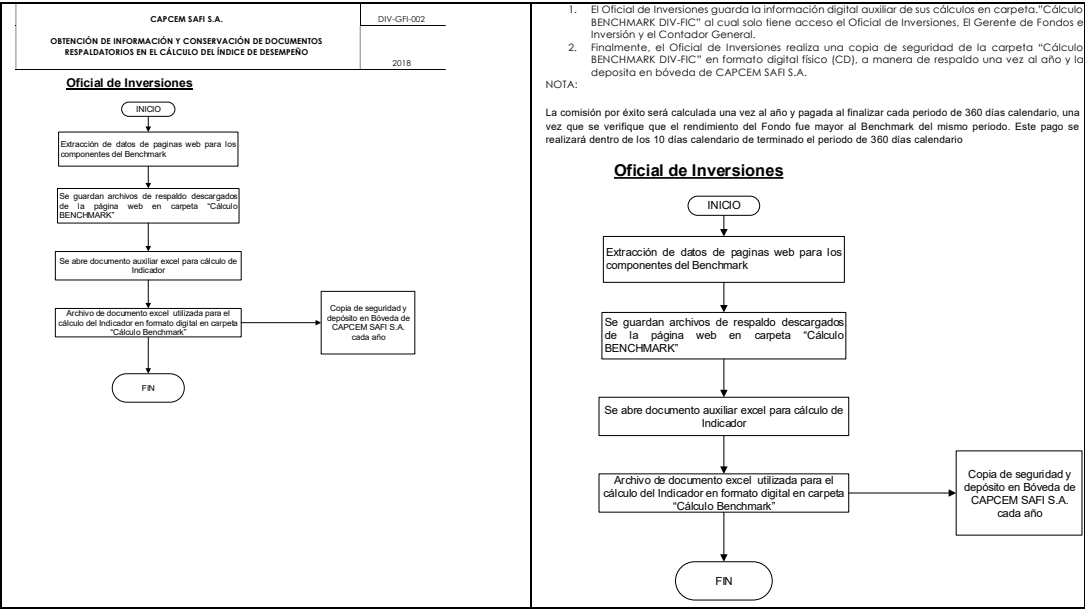 CAPCEM SAFI S.A.
DIV-GFI-002
OBTENCIÓN DE INFORMACIÓN Y CONSERVACIÓN DE DOCUMENTOS
RESPALDATORIOS EN EL CÁLCULO DEL ÍNDICE DE DESEMPEÑO
2018
Oficial de Inversiones
INICIO
Extracción de datos de paginas web para los
componentes del Benchmark
Se guardan archivos de respaldo descargados
de la página web en carpeta “Cálculo
BENCHMARK”
Se abre documento auxiliar excel para cálculo de
Indicador
Archivo de documento excel utilizada para el
cálculo del Indicador en formato digital en carpeta
“Cálculo Benchmark”
Copia de seguridad y
depósito en Bóveda de
CAPCEM SAFI S.A.
cada año
FIN
1. El Oficial de Inversiones guarda la información digital auxiliar de sus cálculos en carpeta.”Cálculo
BENCHMARK DIV-FIC” al cual solo tiene acceso el Oficial de Inversiones, El Gerente de Fondos e
Inversión y el Contador General.
2. Finalmente, el Oficial de Inversiones realiza una copia de seguridad de la carpeta “Cálculo
BENCHMARK DIV-FIC” en formato digital físico (CD), a manera de respaldo una vez al año y la
deposita en bóveda de CAPCEM SAFI S.A.
NOTA:
La comisión por éxito será calculada una vez al año y pagada al finalizar cada periodo de 360 días calendario, una
vez que se verifique que el rendimiento del Fondo fue mayor al Benchmark del mismo periodo. Este pago se
realizará dentro de los 10 días calendario de terminado el periodo de 360 días calendario
Oficial de Inversiones
INICIO
Extracción de datos de paginas web para los
componentes del Benchmark
Se guardan archivos de respaldo descargados
de la página web en carpeta “Cálculo
BENCHMARK”
Se abre documento auxiliar excel para cálculo de
Indicador
Archivo de documento excel utilizada para el
cálculo del Indicador en formato digital en carpeta
“Cálculo Benchmark”
Copia de seguridad y
depósito en Bóveda de
CAPCEM SAFI S.A.
cada año
FIN